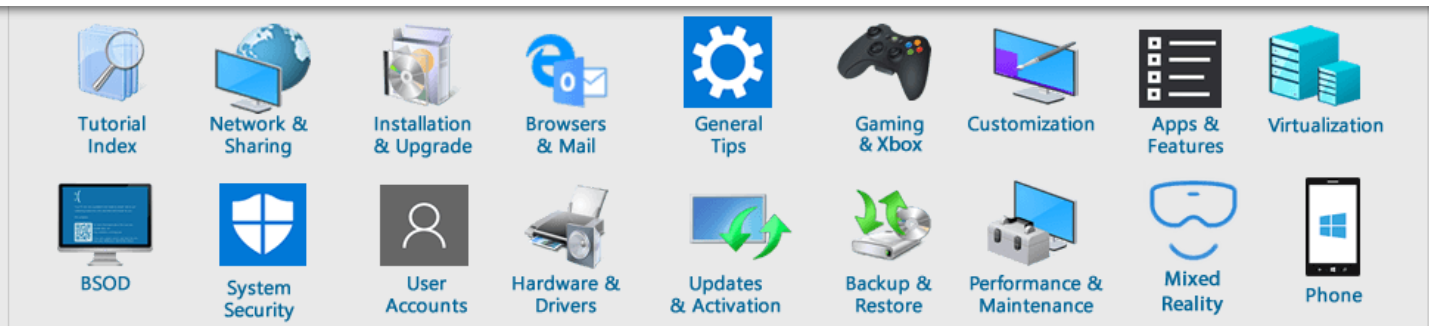 Tutorial
Index
Network &
Sharing
Installation
& Upgrade
Browsers
& Mail
General
Tips
Gaming
& Xbox
Customization
Apps &
Features
Virtualization
BSOD
System
Security
User
Accounts
Hardware &
Drivers
Updates
& Activation
Backup &
Restore
Performance &
Maintenance
Mixed
Reality
Phone